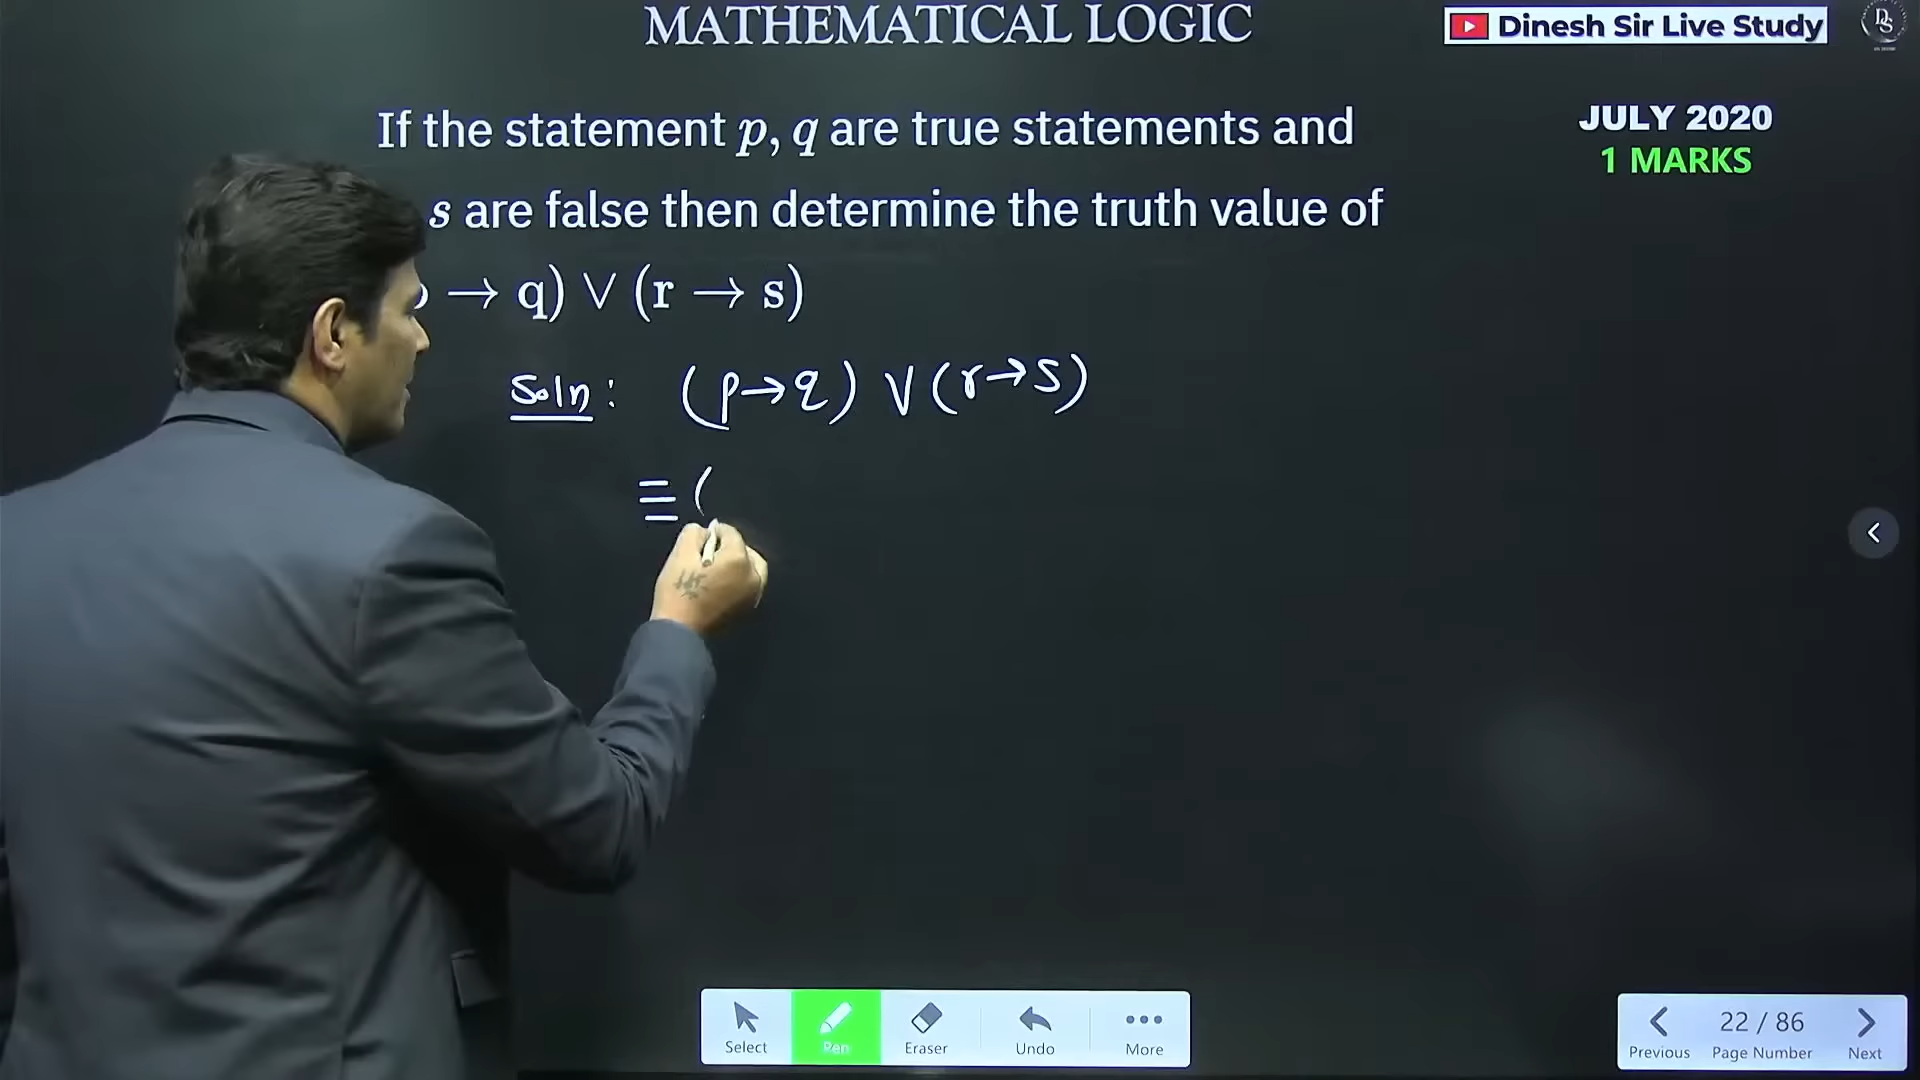 MATHEMATICAL LOGIC
Dinesh Sir Live Study
DS
If the statement p, q are true statements and
JULY 2020
1 MARKS
s are false then determine the truth value of
→ q) ∨ (r → s)
Soln : (p→q) ∨ (r→s)
≡ (
Select
Pen
Eraser
Undo
More
22 / 86
Previous
Page Number
Next